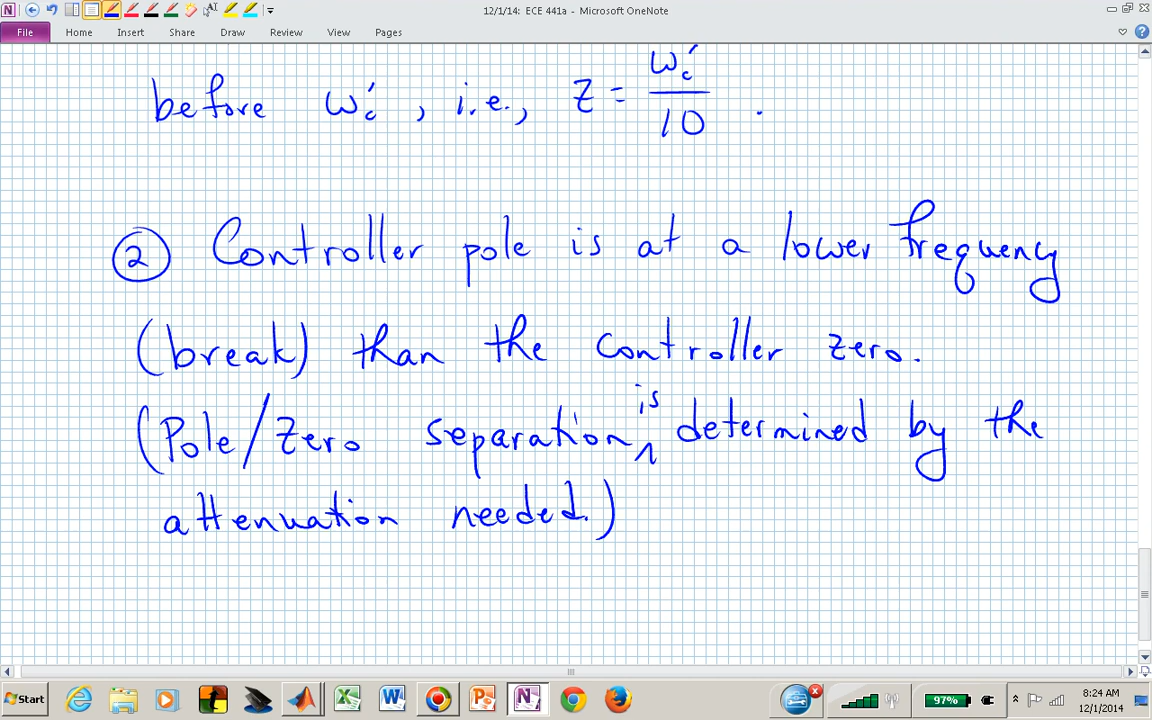 12/1/14: ECE 441a - Microsoft OneNote
File Home Insert Share Draw Review View Pages
before ωc′, i.e., z = ωc′/10 .
② Controller pole is at a lower frequency
(break) than the controller zero.
(Pole/Zero separation is determined by the
attenuation needed.)
Start 97% 8:24 AM
12/1/2014